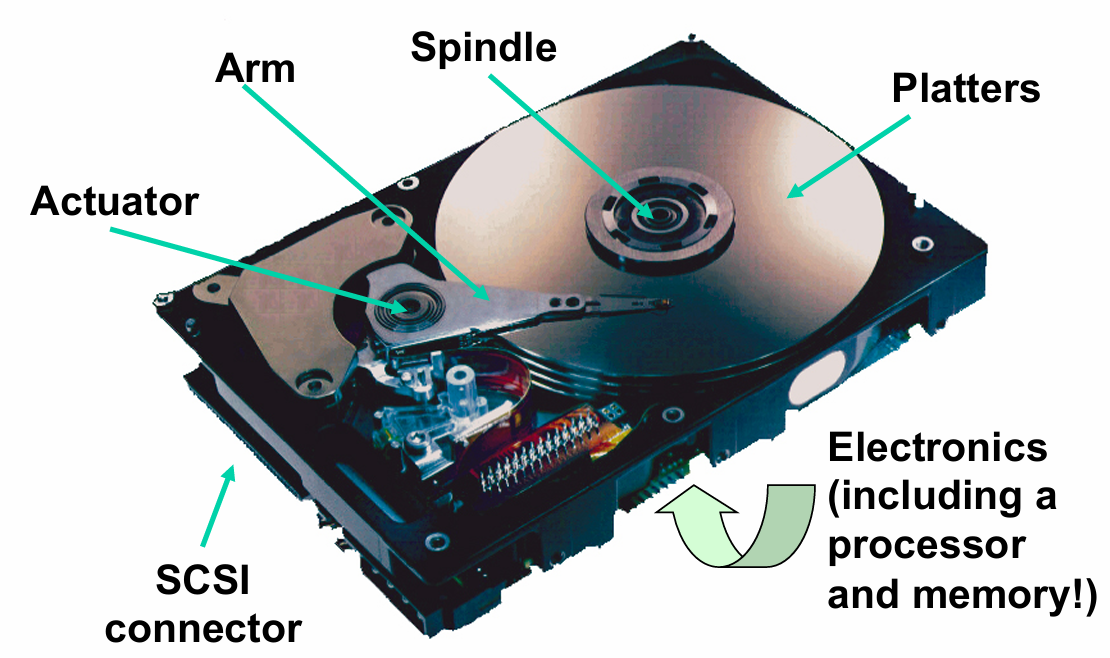 Spindle
Arm
Platters
Actuator
Electronics
(including a
processor
and memory!)
SCSI
connector